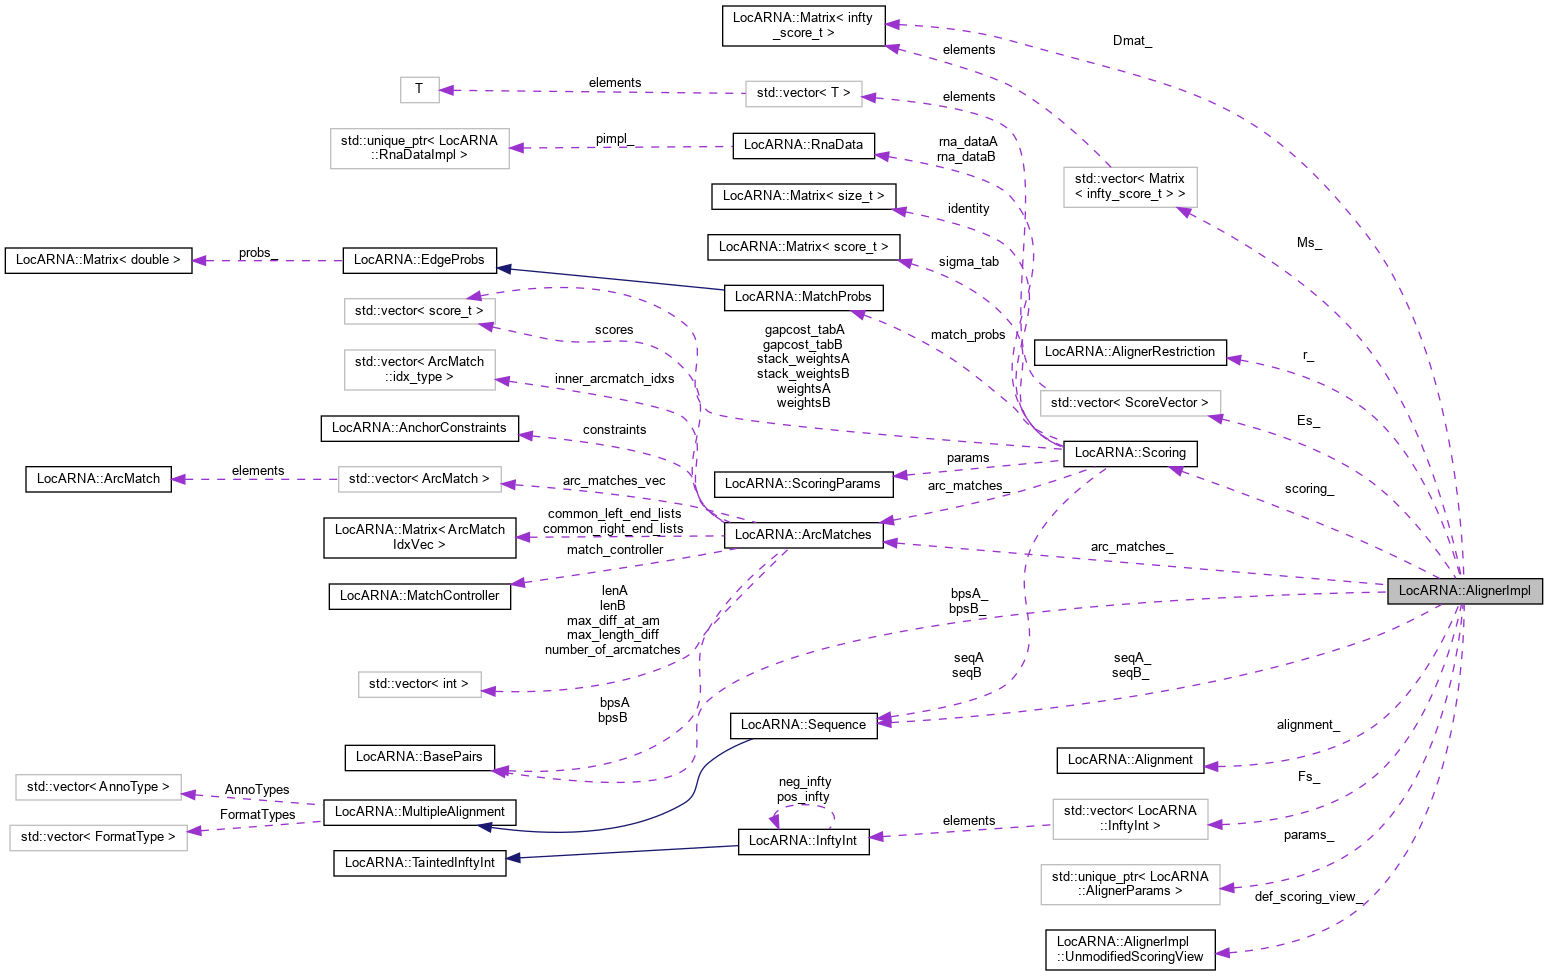 LocARNA::Matrix< infty
_score_t >
Dmat_
elements
T
elements
std::vector< T >
elements
std::unique_ptr< LocARNA
::RnaDataImpl >
pimpl_
LocARNA::RnaData
rna_dataA
rna_dataB
std::vector< Matrix
< infty_score_t > >
LocARNA::Matrix< size_t >
identity
LocARNA::Matrix< score_t >
sigma_tab
Ms_
LocARNA::Matrix< double >
probs_
LocARNA::EdgeProbs
LocARNA::MatchProbs
match_probs
std::vector< score_t >
scores
gapcost_tabA
gapcost_tabB
stack_weightsA
stack_weightsB
weightsA
weightsB
LocARNA::AlignerRestriction
r_
std::vector< ArcMatch
::idx_type >
inner_arcmatch_idxs
std::vector< ScoreVector >
Es_
LocARNA::AnchorConstraints
constraints
LocARNA::Scoring
params
LocARNA::ArcMatch
elements
std::vector< ArcMatch >
arc_matches_vec
LocARNA::ScoringParams
arc_matches_
scoring_
LocARNA::Matrix< ArcMatch
IdxVec >
common_left_end_lists
common_right_end_lists
LocARNA::ArcMatches
arc_matches_
match_controller
LocARNA::MatchController
lenA
lenB
max_diff_at_am
max_length_diff
number_of_arcmatches
bpsA_
bpsB_
LocARNA::AlignerImpl
std::vector< int >
seqA
seqB
seqA_
seqB_
bpsA
bpsB
LocARNA::Sequence
alignment_
LocARNA::BasePairs
LocARNA::Alignment
std::vector< AnnoType >
AnnoTypes
neg_infty
pos_infty
Fs_
LocARNA::MultipleAlignment
FormatTypes
std::vector< FormatType >
LocARNA::InftyInt
elements
std::vector< LocARNA
::InftyInt >
params_
LocARNA::TaintedInftyInt
std::unique_ptr< LocARNA
::AlignerParams >
def_scoring_view_
LocARNA::AlignerImpl
::UnmodifiedScoringView